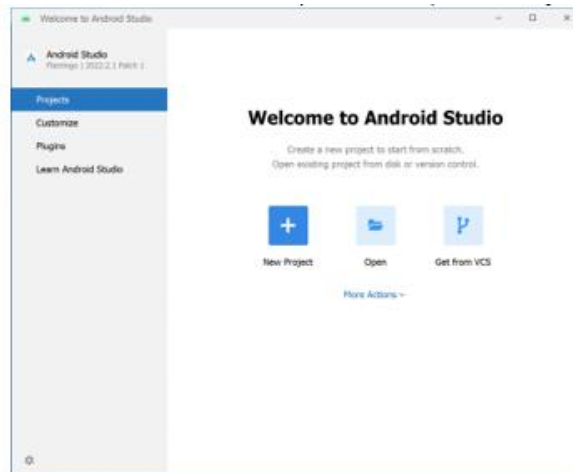 Welcome to Android Studio
Android Studio
Flamingo | 2022.2.1 Patch 1
Projects
Customize
Plugins
Learn Android Studio
Welcome to Android Studio
Create a new project to start from scratch.
Open existing project from disk or version control.
New Project
Open
Get from VCS
More Actions